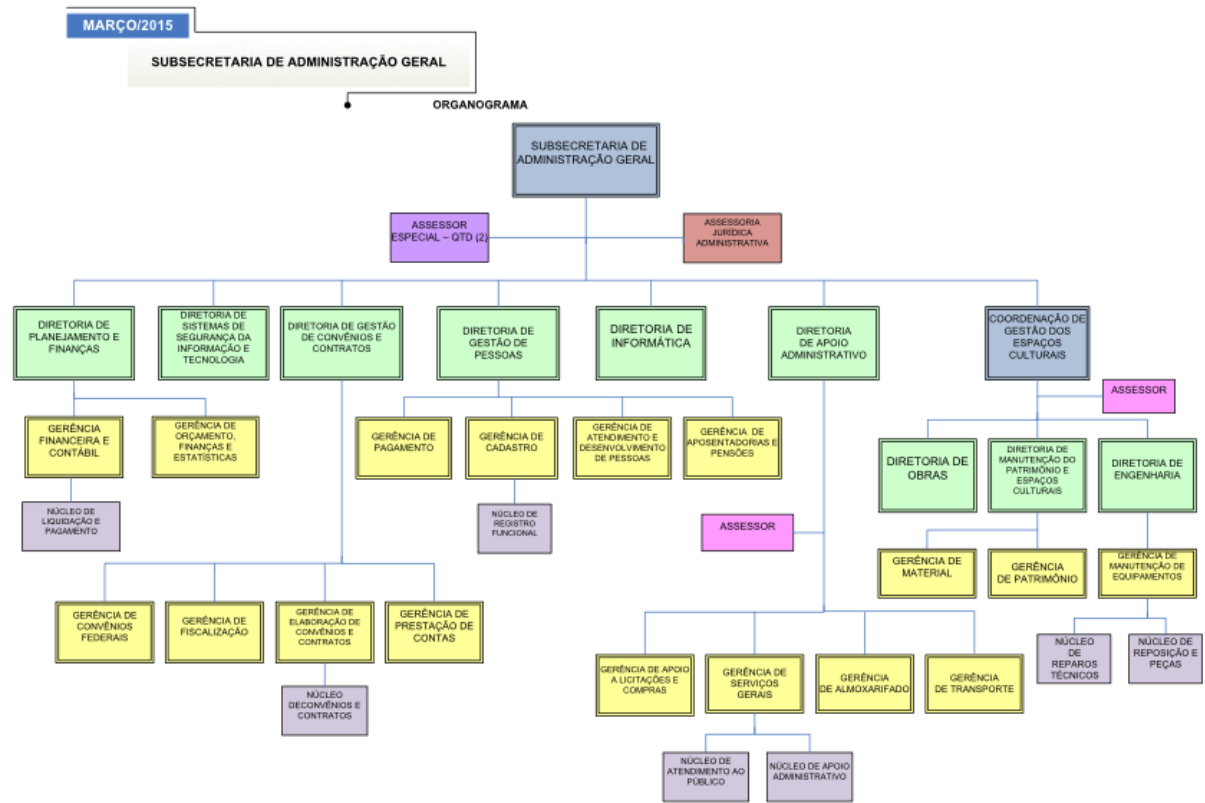 MARÇO/2015
SUBSECRETARIA DE ADMINISTRAÇÃO GERAL
ORGANOGRAMA
SUBSECRETARIA DE
ADMINISTRAÇÃO GERAL
ASSESSOR
ESPECIAL – QTD (2)
ASSESSORIA
JURÍDICA
ADMINISTRATIVA
DIRETORIA DE
PLANEJAMENTO E
FINANÇAS
DIRETORIA DE
SISTEMAS DE
SEGURANÇA DA
INFORMAÇÃO E
TECNOLOGIA
DIRETORIA DE GESTÃO
DE CONVÊNIOS E
CONTRATOS
DIRETORIA DE
GESTÃO DE
PESSOAS
DIRETORIA DE
INFORMÁTICA
DIRETORIA
DE APOIO
ADMINISTRATIVO
COORDENAÇÃO DE
GESTÃO DOS
ESPAÇOS
CULTURAIS
ASSESSOR
GERÊNCIA
FINANCEIRA E
CONTÁBIL
GERÊNCIA DE
ORÇAMENTO,
FINANÇAS E
ESTATÍSTICAS
GERÊNCIA DE
PAGAMENTO
GERÊNCIA DE
CADASTRO
GERÊNCIA DE
ATENDIMENTO E
DESENVOLVIMENTO
DE PESSOAS
GERÊNCIA DE
APOSENTADORIAS E
PENSÕES
DIRETORIA DE
OBRAS
DIRETORIA DE
MANUTENÇÃO DO
PATRIMÔNIO E
ESPAÇOS
CULTURAIS
DIRETORIA DE
ENGENHARIA
NÚCLEO DE
LIQUIDAÇÃO E
PAGAMENTO
NÚCLEO DE
REGISTRO
FUNCIONAL
ASSESSOR
GERÊNCIA DE
MATERIAL
GERÊNCIA
DE PATRIMÔNIO
GERÊNCIA DE
MANUTENÇÃO DE
EQUIPAMENTOS
GERÊNCIA DE
CONVÊNIOS
FEDERAIS
GERÊNCIA DE
FISCALIZAÇÃO
GERÊNCIA DE
ELABORAÇÃO DE
CONVÊNIOS E
CONTRATOS
GERÊNCIA DE
PRESTAÇÃO DE
CONTAS
NÚCLEO
DE
REPAROS
TÉCNICOS
NÚCLEO DE
REPOSIÇÃO E
PEÇAS
GERÊNCIA DE APOIO
A LICITAÇÕES E
COMPRAS
GERÊNCIA DE
SERVIÇOS
GERAIS
GERÊNCIA
DE ALMOXARIFADO
GERÊNCIA
DE TRANSPORTE
NÚCLEO
DECONVÊNIOS E
CONTRATOS
NÚCLEO DE
ATENDIMENTO AO
PÚBLICO
NÚCLEO DE APOIO
ADMINISTRATIVO